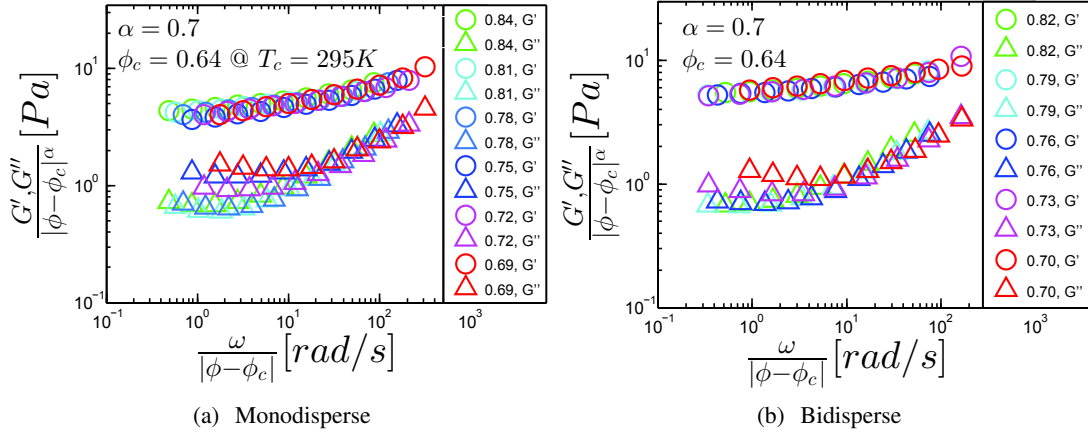 α = 0.7
ϕc = 0.64 @ Tc = 295K
G′,G″ / |ϕ−ϕc|^α [Pa]
10^1
10^0
10^−1
10^−1 10^0 10^1 10^2 10^3
ω / |ϕ−ϕc| [rad/s]
0.84, G'
0.84, G''
0.81, G'
0.81, G''
0.78, G'
0.78, G''
0.75, G'
0.75, G''
0.72, G'
0.72, G''
0.69, G'
0.69, G''
(a) Monodisperse
α = 0.7
ϕc = 0.64
G′,G″ / |ϕ−ϕc|^α [Pa]
10^1
10^0
10^−1
10^−1 10^0 10^1 10^2 10^3
ω / |ϕ−ϕc| [rad/s]
0.82, G'
0.82, G''
0.79, G'
0.79, G''
0.76, G'
0.76, G''
0.73, G'
0.73, G''
0.70, G'
0.70, G''
(b) Bidisperse